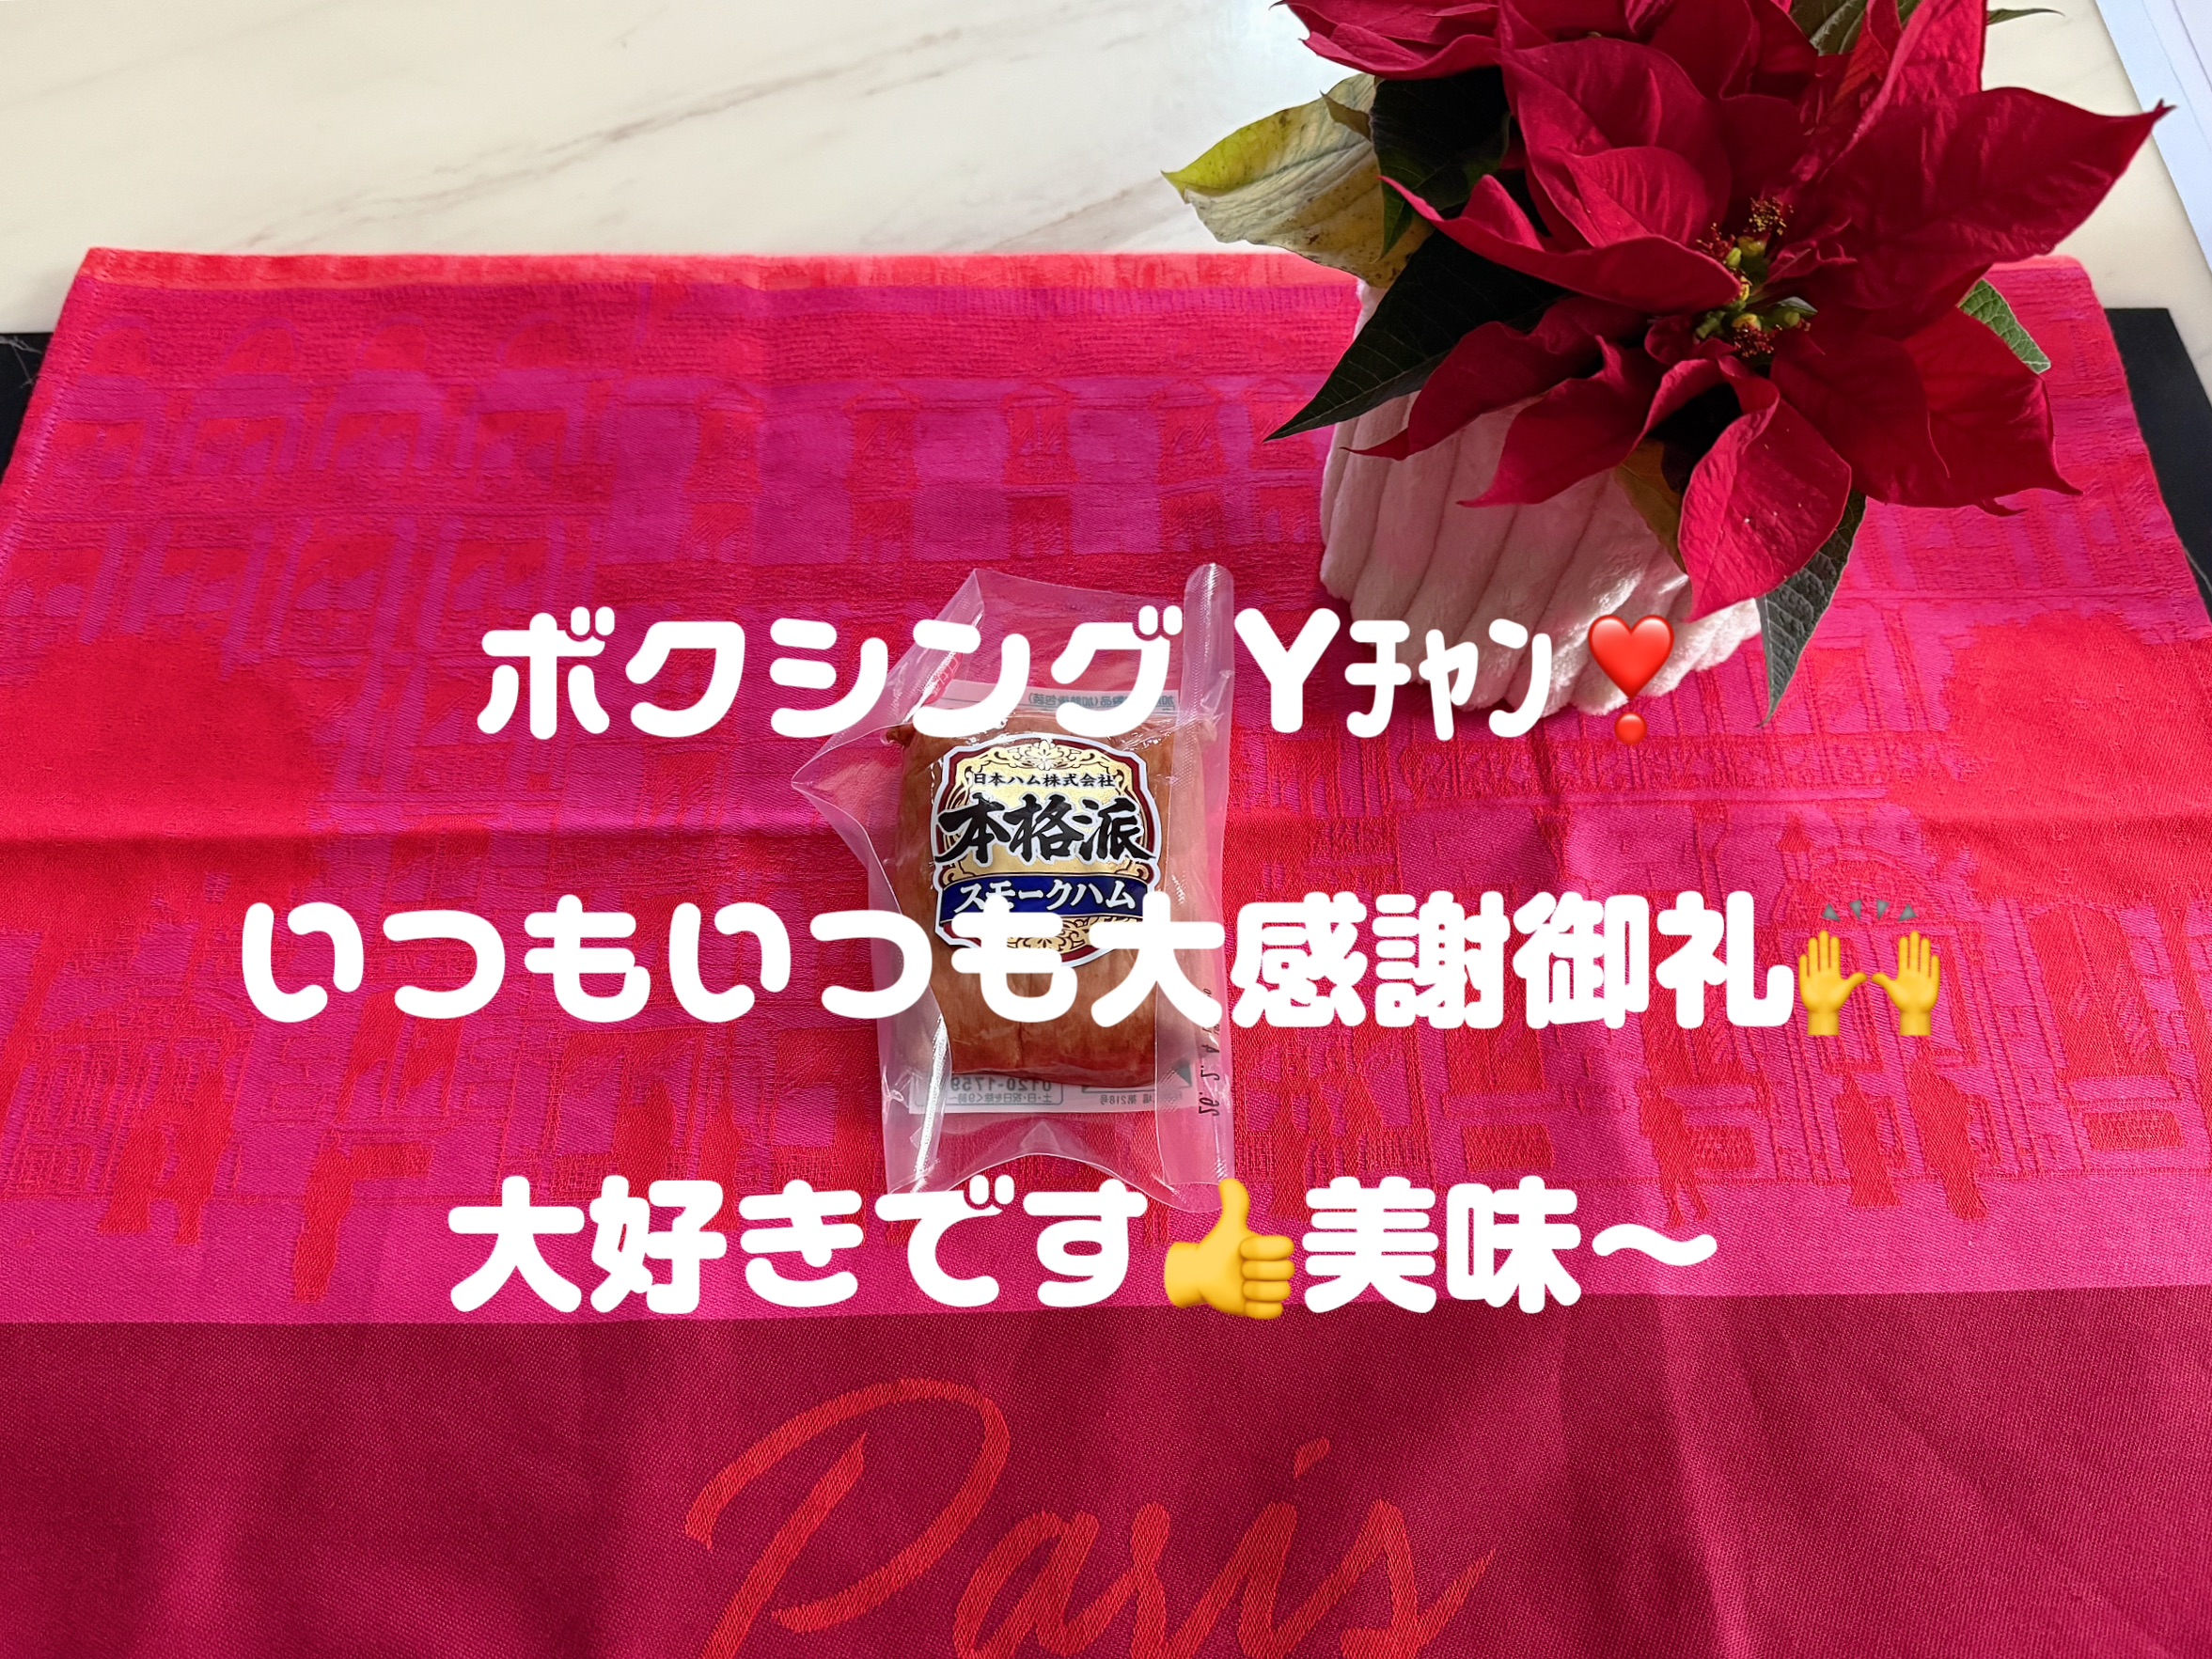 ボクシング Yﾁｬﾝ❣️
日本ハム株式会社
本格派
スモークハム
いつもいつも大感謝御礼🙌
0120-1759
大好きです👍美味〜
Paris